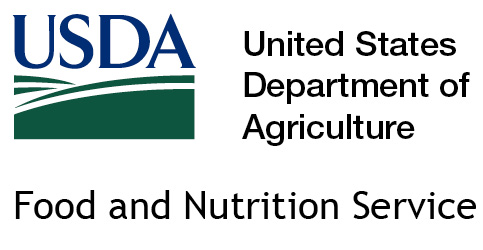 USDA
United States
Department of
Agriculture
Food and Nutrition Service